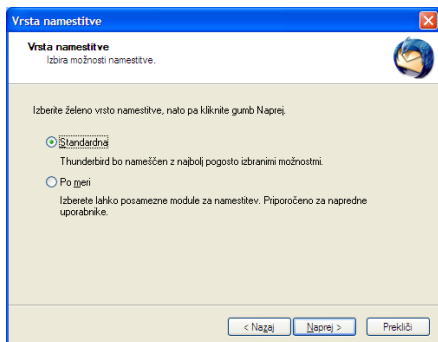 Vrsta namestitve
Vrsta namestitve
Izbira možnosti namestitve.
Izberite želeno vrsto namestitve, nato pa kliknite gumb Naprej.
Standardna
Thunderbird bo nameščen z najbolj pogosto izbranimi možnostmi.
Po meri
Izberete lahko posamezne module za namestitev. Priporočeno za napredne
uporabnike.
< Nazaj Naprej > Prekliči